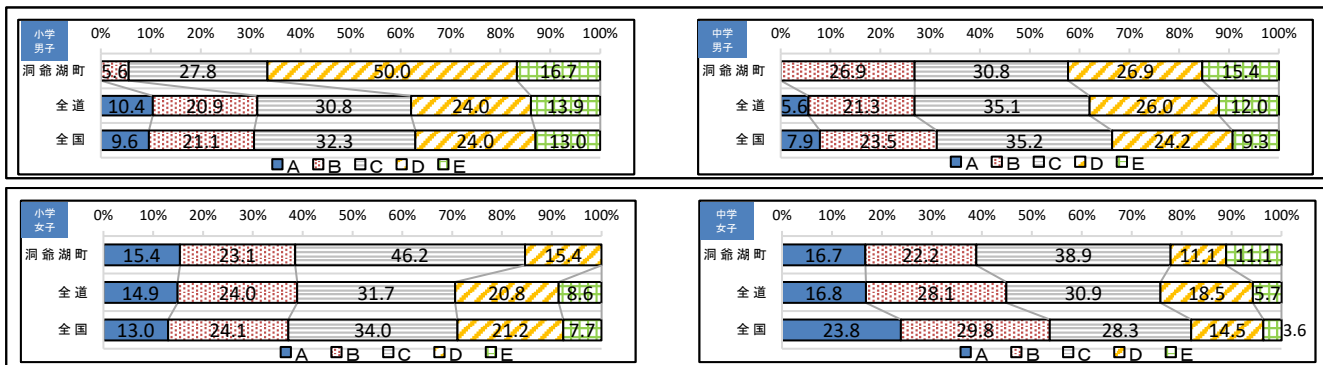 小学
男子
0% 10% 20% 30% 40% 50% 60% 70% 80% 90% 100%
洞爺湖町 5.6 27.8 50.0 16.7
全道 10.4 20.9 30.8 24.0 13.9
全国 9.6 21.1 32.3 24.0 13.0
A B C D E
中学
男子
0% 10% 20% 30% 40% 50% 60% 70% 80% 90% 100%
洞爺湖町 26.9 30.8 26.9 15.4
全道 5.6 21.3 35.1 26.0 12.0
全国 7.9 23.5 35.2 24.2 9.3
A B C D E
小学
女子
0% 10% 20% 30% 40% 50% 60% 70% 80% 90% 100%
洞爺湖町 15.4 23.1 46.2 15.4
全道 14.9 24.0 31.7 20.8 8.6
全国 13.0 24.1 34.0 21.2 7.7
A B C D E
中学
女子
0% 10% 20% 30% 40% 50% 60% 70% 80% 90% 100%
洞爺湖町 16.7 22.2 38.9 11.1 11.1
全道 16.8 28.1 30.9 18.5 5.7
全国 23.8 29.8 28.3 14.5 3.6
A B C D E